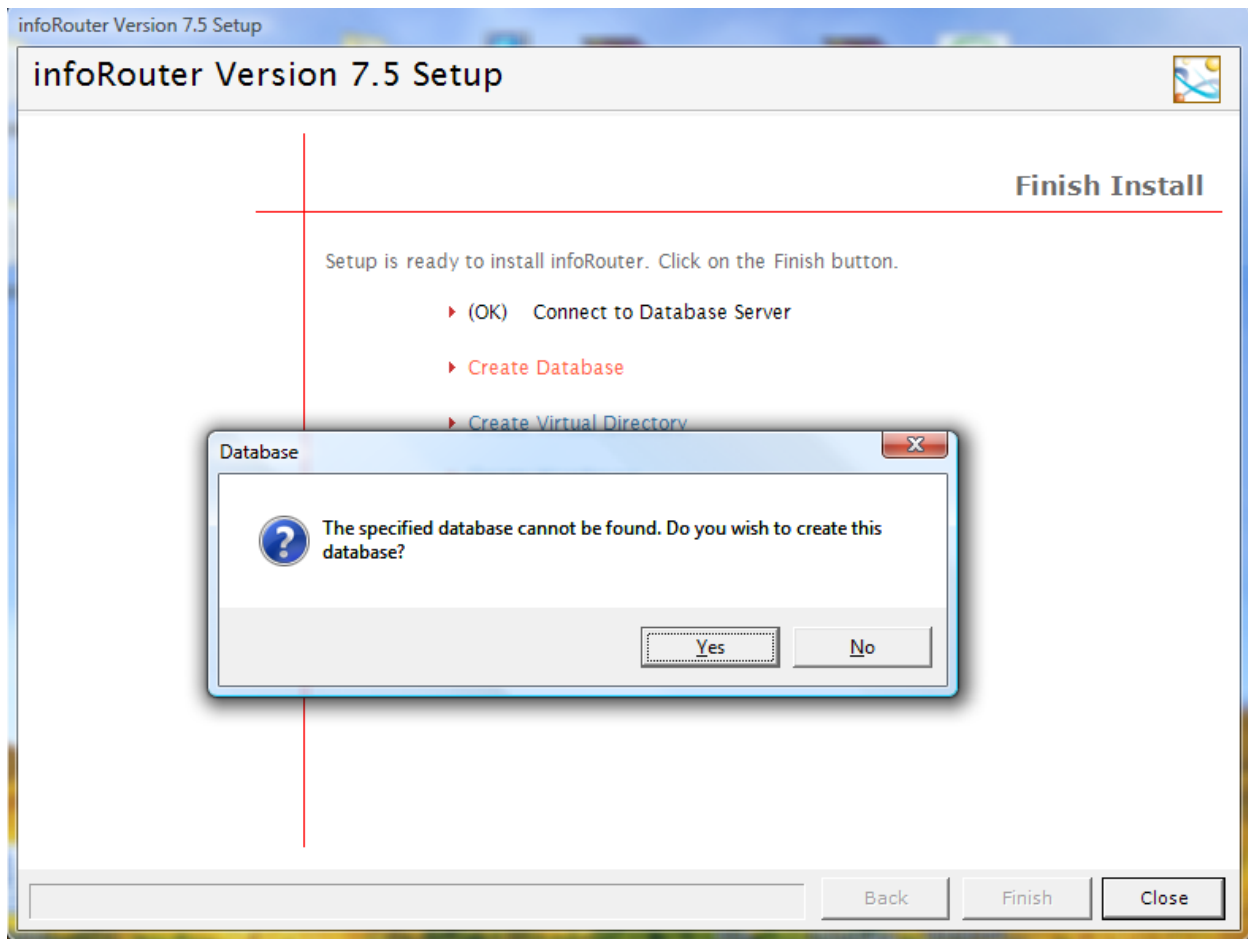 infoRouter Version 7.5 Setup
infoRouter Version 7.5 Setup
Finish Install
Setup is ready to install infoRouter. Click on the Finish button.
(OK) Connect to Database Server
Create Database
Create Virtual Directory
Database
The specified database cannot be found. Do you wish to create this
database?
Yes No
Back Finish Close